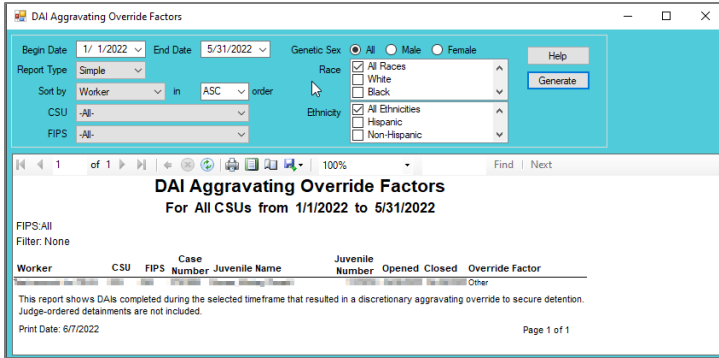 DAI Aggravating Override Factors
Begin Date 1/ 1/2022 End Date 5/31/2022 Genetic Sex All Male Female Help
Report Type Simple Race All Races
White
Black
Generate
Sort by Worker in ASC order
CSU -All- Ethnicity All Ethnicities
Hispanic
Non-Hispanic
FIPS -All-
1 of 1 100% Find | Next
DAI Aggravating Override Factors
For All CSUs from 1/1/2022 to 5/31/2022
FIPS:All
Filter: None
Worker CSU FIPS Case Number Juvenile Name Juvenile Number Opened Closed Override Factor
Other
This report shows DAIs completed during the selected timeframe that resulted in a discretionary aggravating override to secure detention.
Judge-ordered detainments are not included.
Print Date: 6/7/2022 Page 1 of 1